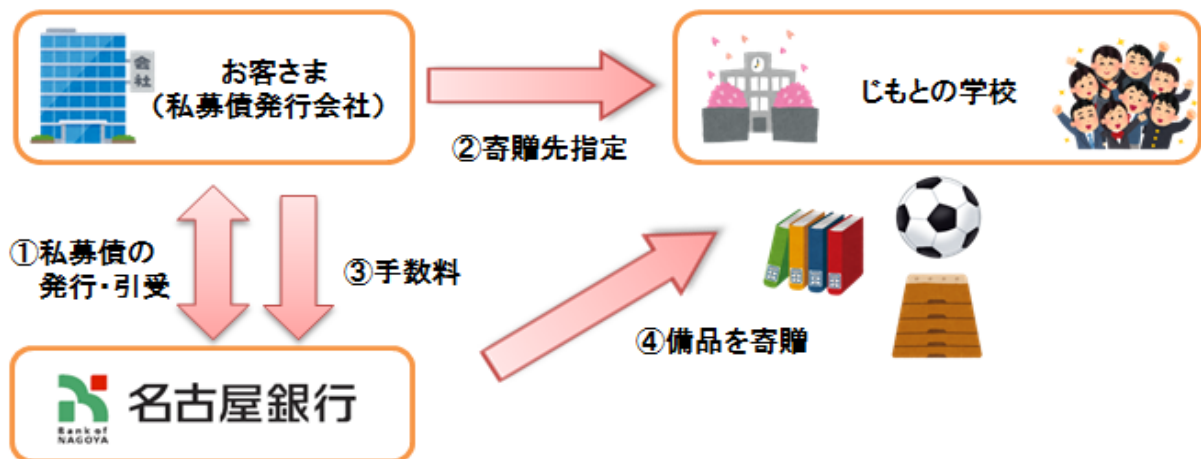 会社
お客さま
(私募債発行会社)
じもとの学校
②寄贈先指定
①私募債の
発行・引受
③手数料
④備品を寄贈
名古屋銀行
Bank of
NAGOYA